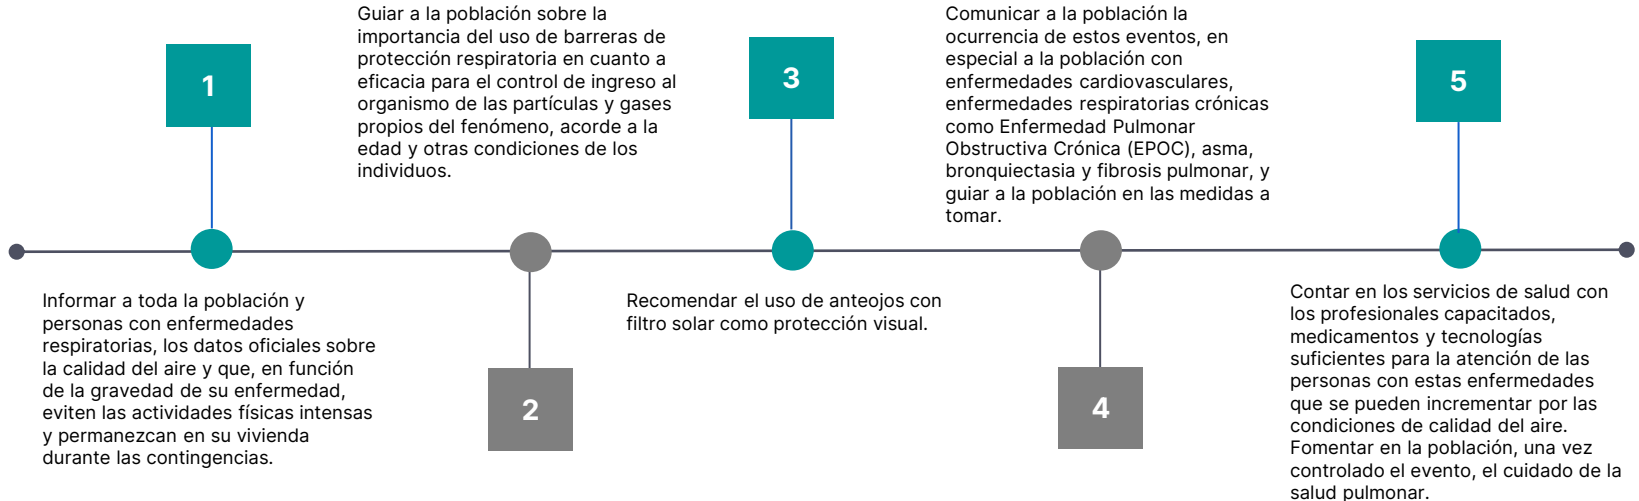 1
Informar a toda la población y
personas con enfermedades
respiratorias, los datos oficiales sobre
la calidad del aire y que, en función
de la gravedad de su enfermedad,
eviten las actividades físicas intensas
y permanezcan en su vivienda
durante las contingencias.
Guiar a la población sobre la
importancia del uso de barreras de
protección respiratoria en cuanto a
eficacia para el control de ingreso al
organismo de las partículas y gases
propios del fenómeno, acorde a la
edad y otras condiciones de los
individuos.
2
3
Recomendar el uso de anteojos con
filtro solar como protección visual.
Comunicar a la población la
ocurrencia de estos eventos, en
especial a la población con
enfermedades cardiovasculares,
enfermedades respiratorias crónicas
como Enfermedad Pulmonar
Obstructiva Crónica (EPOC), asma,
bronquiectasia y fibrosis pulmonar, y
guiar a la población en las medidas a
tomar.
4
5
Contar en los servicios de salud con
los profesionales capacitados,
medicamentos y tecnologías
suficientes para la atención de las
personas con estas enfermedades
que se pueden incrementar por las
condiciones de calidad del aire.
Fomentar en la población, una vez
controlado el evento, el cuidado de la
salud pulmonar.